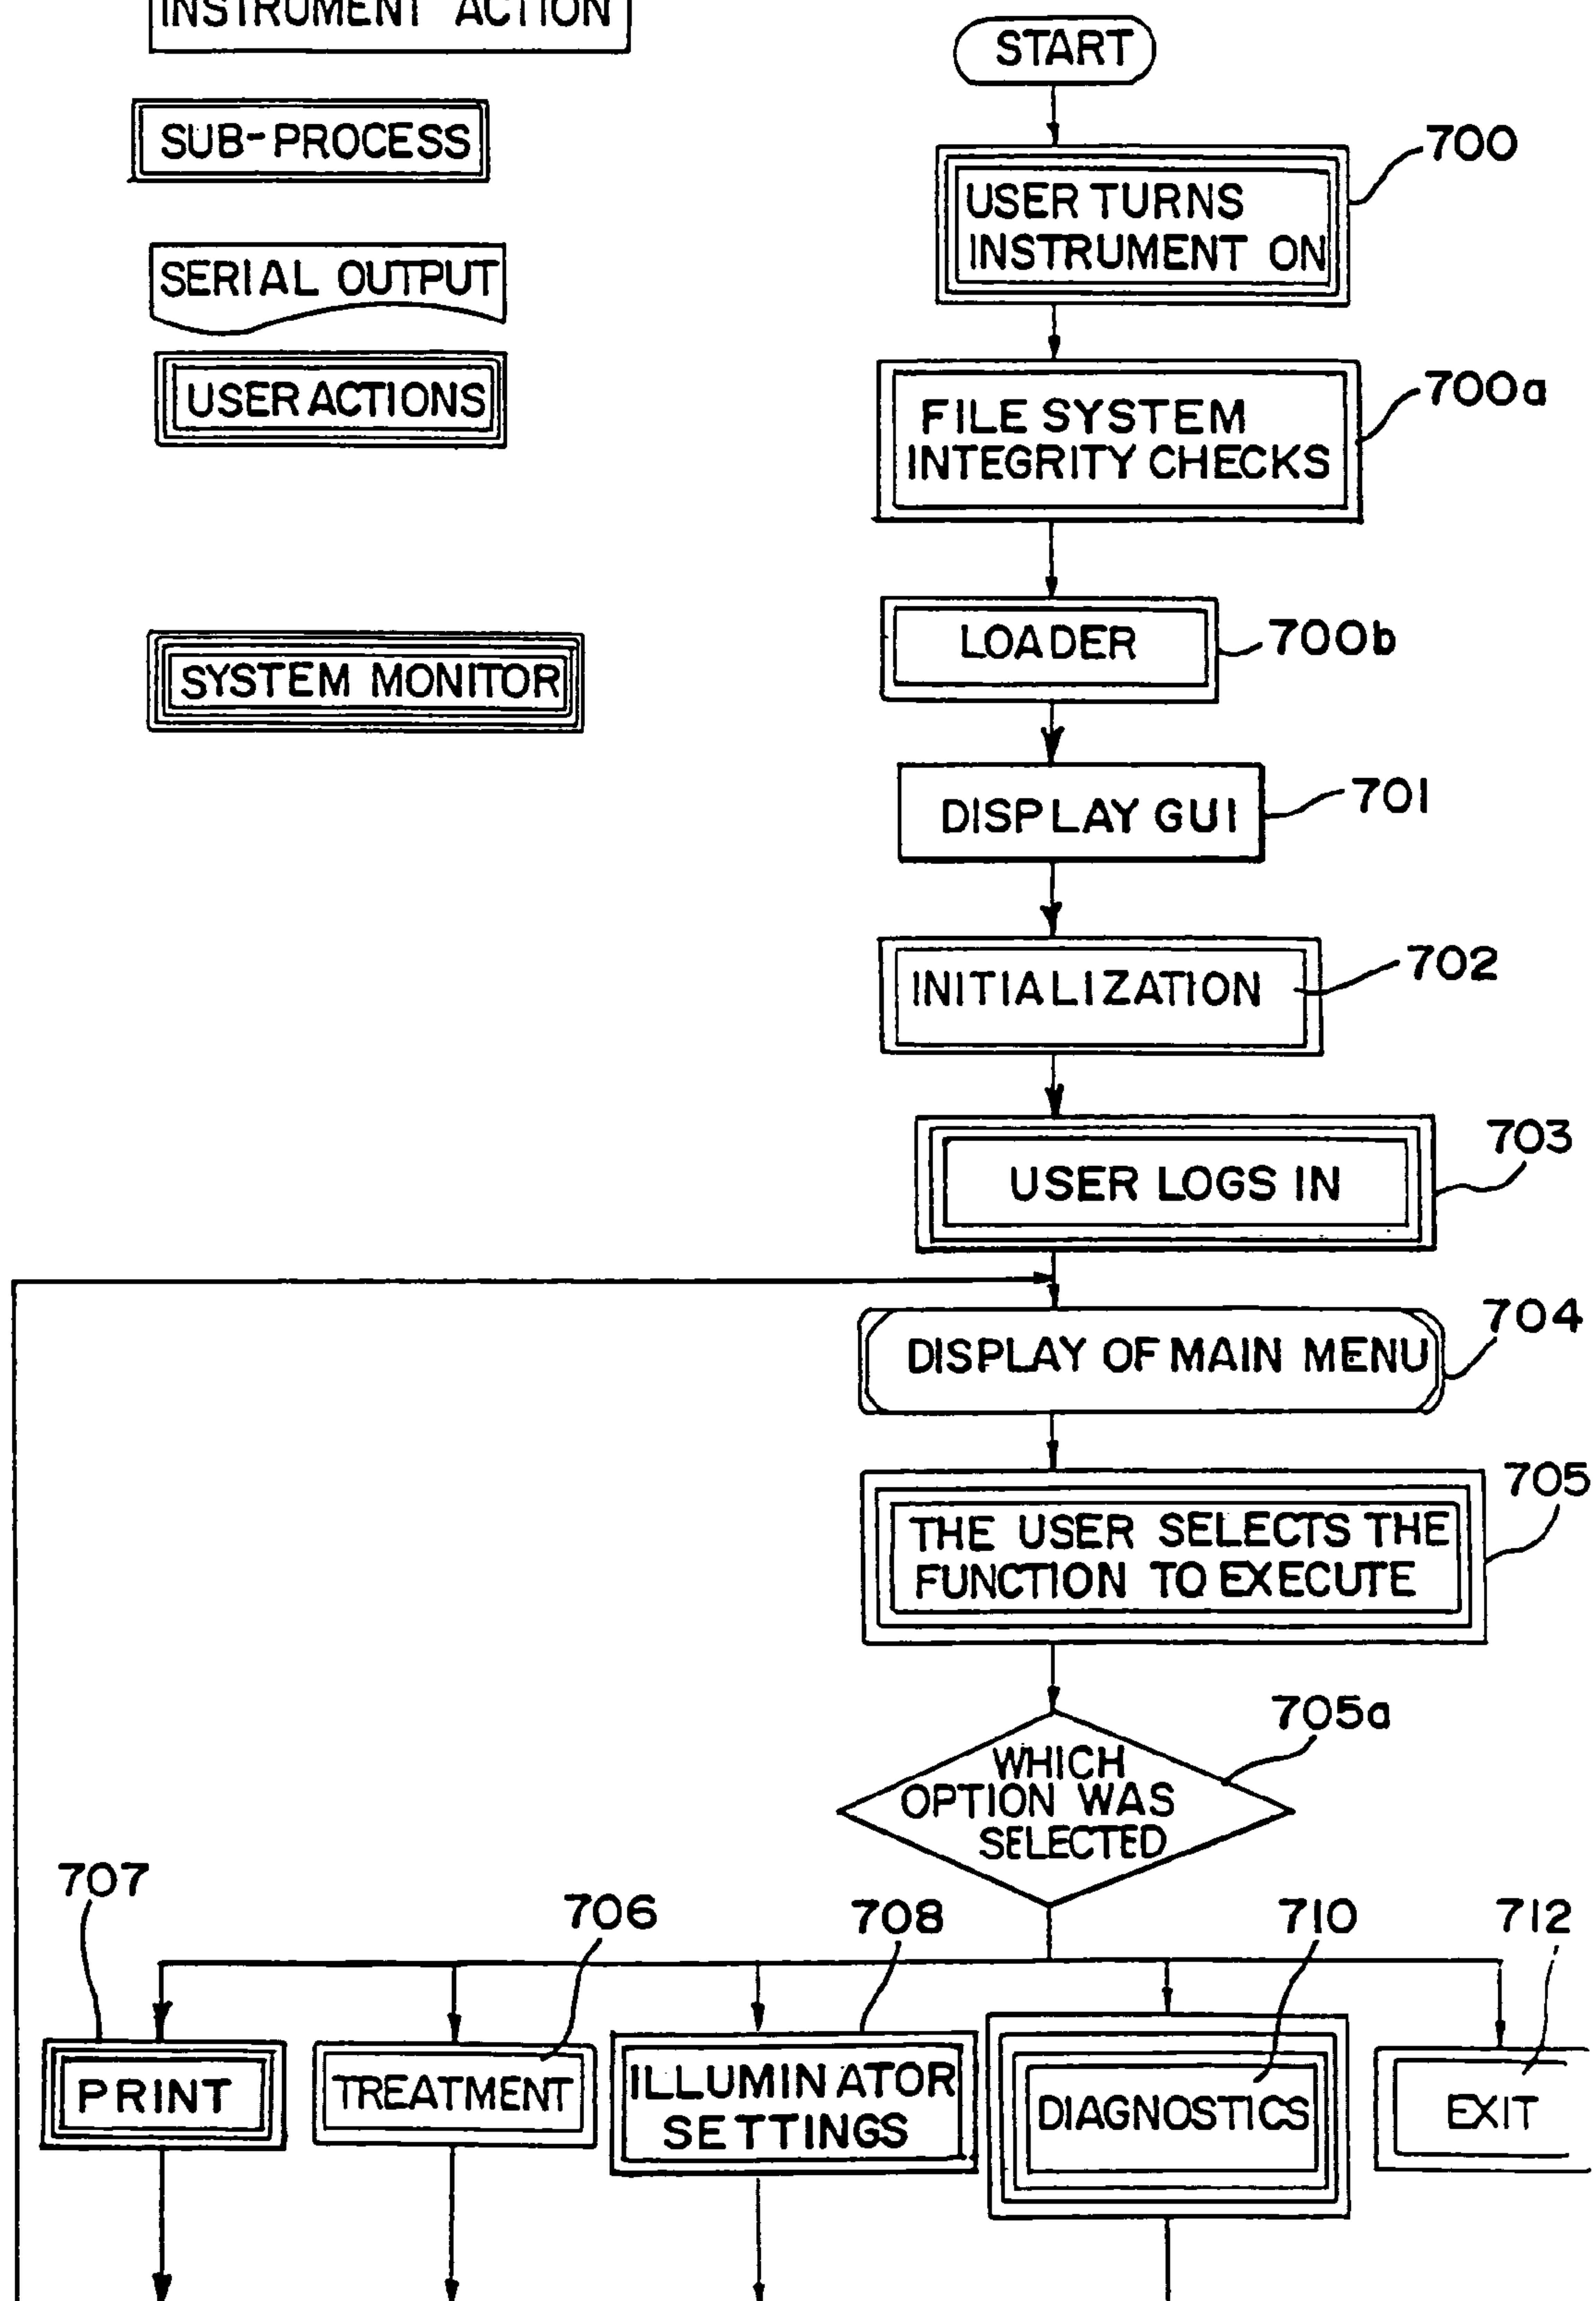 INSTRUMENT ACTION
SUB-PROCESS
SERIAL OUTPUT
USER ACTIONS
SYSTEM MONITOR
START
700
USER TURNS
INSTRUMENT ON
700a
FILE SYSTEM
INTEGRITY CHECKS
LOADER
700b
DISPLAY GUI
701
INITIALIZATION
702
703
USER LOGS IN
704
DISPLAY OF MAIN MENU
705
THE USER SELECTS THE
FUNCTION TO EXECUTE
705a
WHICH
OPTION WAS
SELECTED
707
706
708
710
712
PRINT
TREATMENT
ILLUMINATOR
SETTINGS
DIAGNOSTICS
EXIT